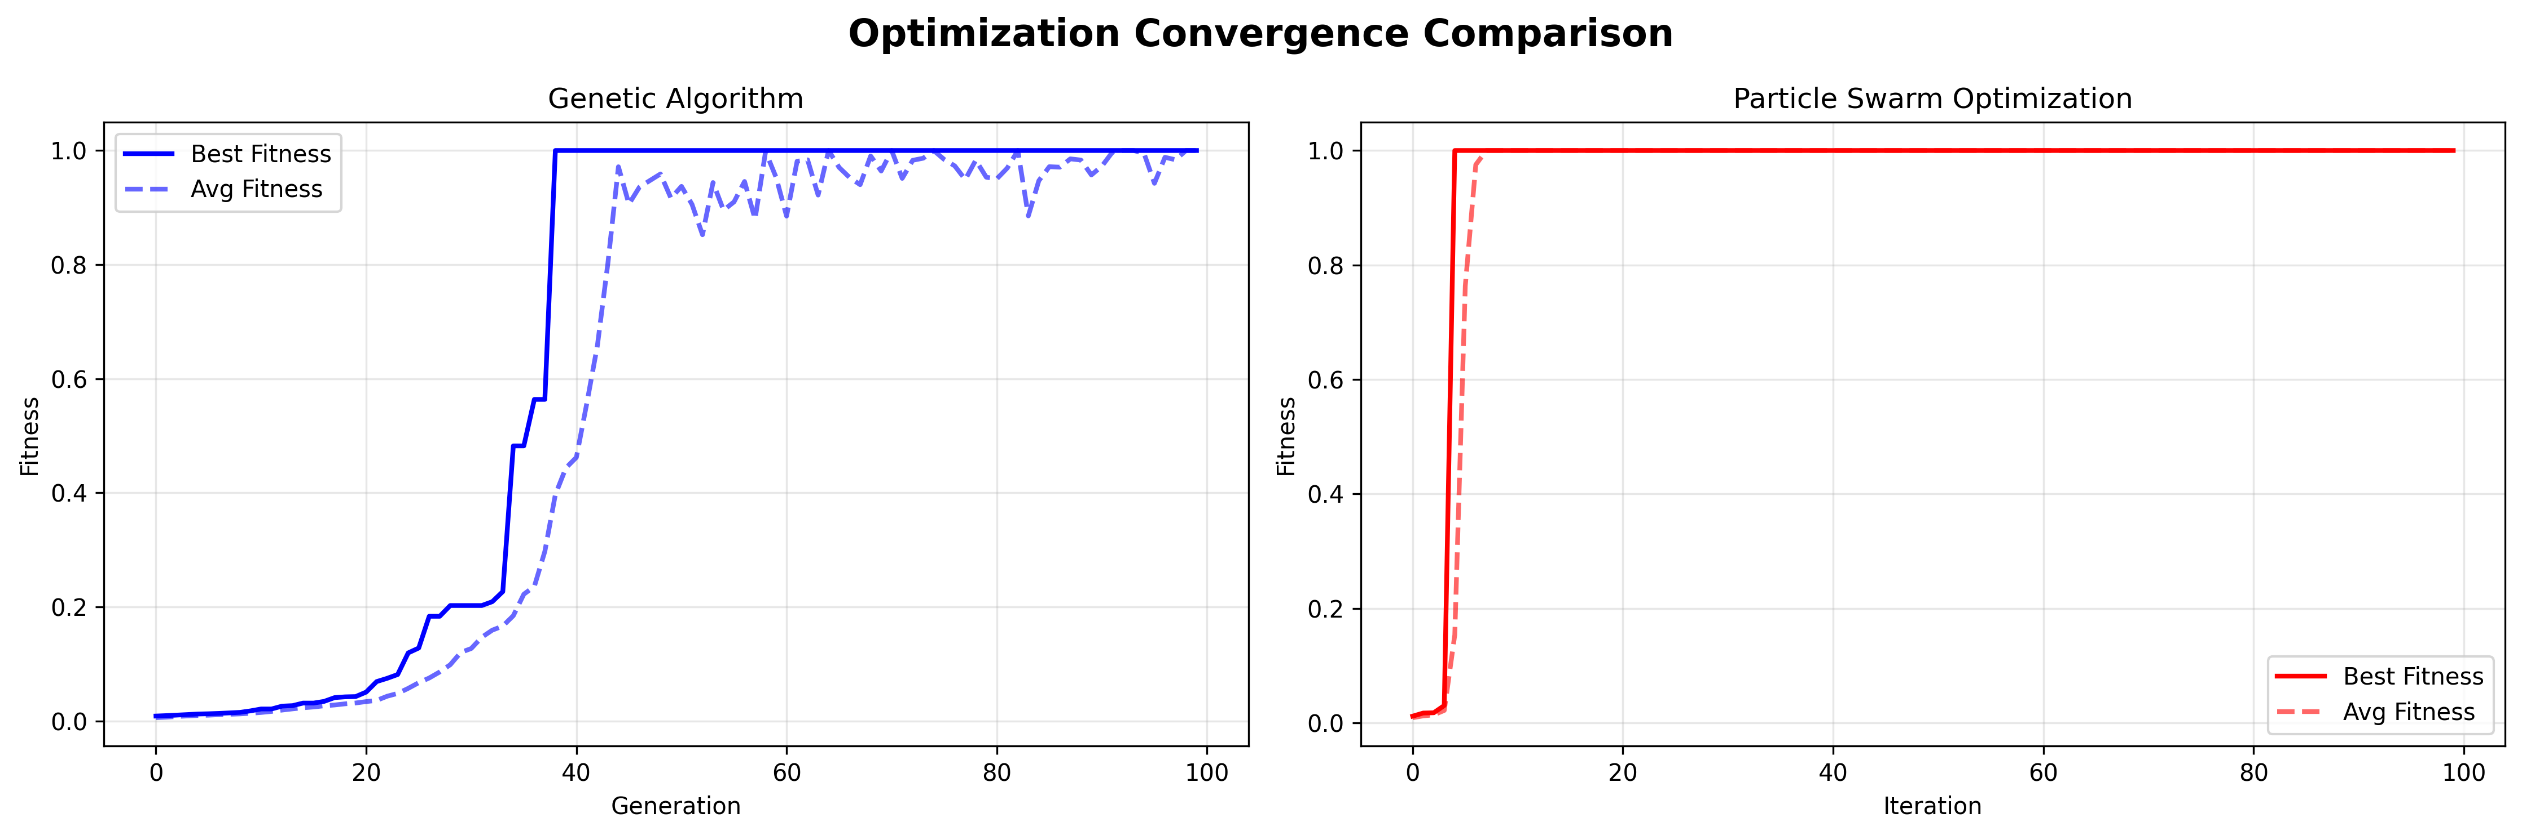 Optimization Convergence Comparison
Genetic Algorithm
1.0
0.8
0.6
0.4
0.2
0.0
Fitness
Best Fitness
Avg Fitness
0 20 40 60 80 100
Generation
Particle Swarm Optimization
1.0
0.8
0.6
0.4
0.2
0.0
Fitness
Best Fitness
Avg Fitness
0 20 40 60 80 100
Iteration